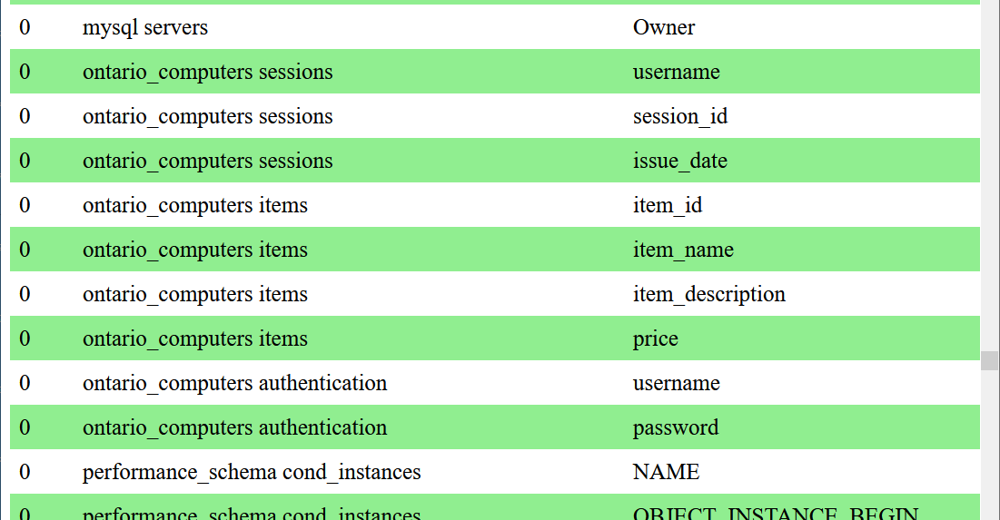 0 mysql servers Owner
0 ontario_computers sessions username
0 ontario_computers sessions session_id
0 ontario_computers sessions issue_date
0 ontario_computers items item_id
0 ontario_computers items item_name
0 ontario_computers items item_description
0 ontario_computers items price
0 ontario_computers authentication username
0 ontario_computers authentication password
0 performance_schema cond_instances NAME
0 performance_schema cond_instances OBJECT_INSTANCE_BEGIN